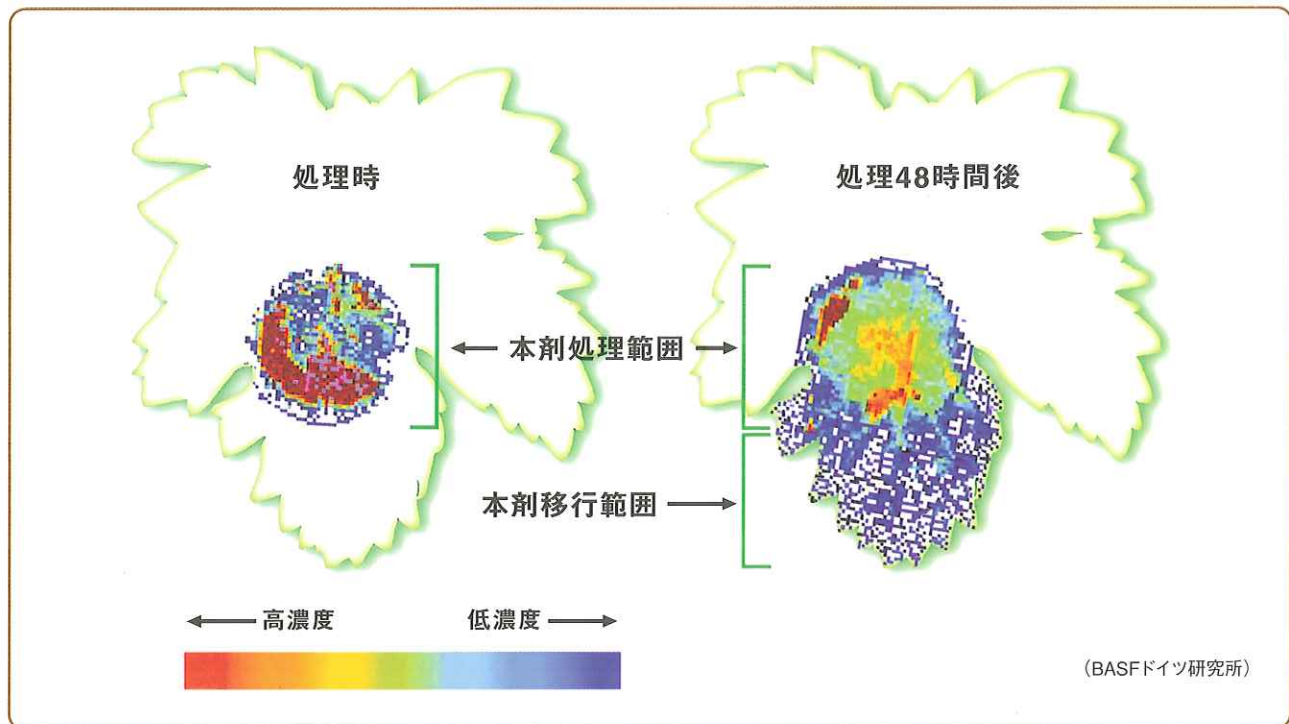 処理時
処理48時間後
← 本剤処理範囲 →
本剤移行範囲 →
← 高濃度
低濃度 →
（BASFドイツ研究所）